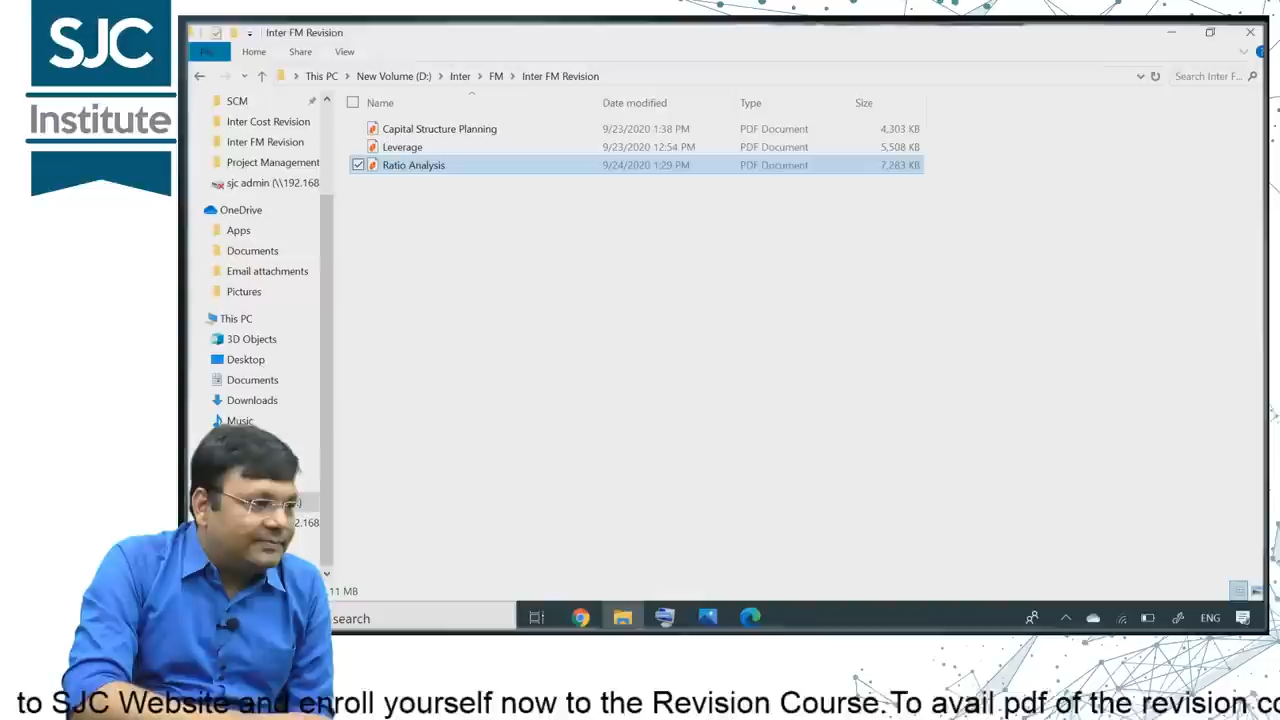 SJC
Institute
Inter FM Revision
File
Home
Share
View
This PC
New Volume (D:)
Inter
FM
Inter FM Revision
Search Inter F...
Name
Date modified
Type
Size
Capital Structure Planning
9/23/2020 1:38 PM
PDF Document
4,303 KB
Leverage
9/23/2020 12:54 PM
PDF Document
5,508 KB
Ratio Analysis
9/24/2020 1:29 PM
PDF Document
7,283 KB
SCM
Inter Cost Revision
Inter FM Revision
Project Management
sjc admin (\\192.168
OneDrive
Apps
Documents
Email attachments
Pictures
This PC
3D Objects
Desktop
Documents
Downloads
Music
:)
2.168
.11 MB
search
ENG
to SJC Website and enroll yourself now to the Revision Course.To avail pdf of the revision co